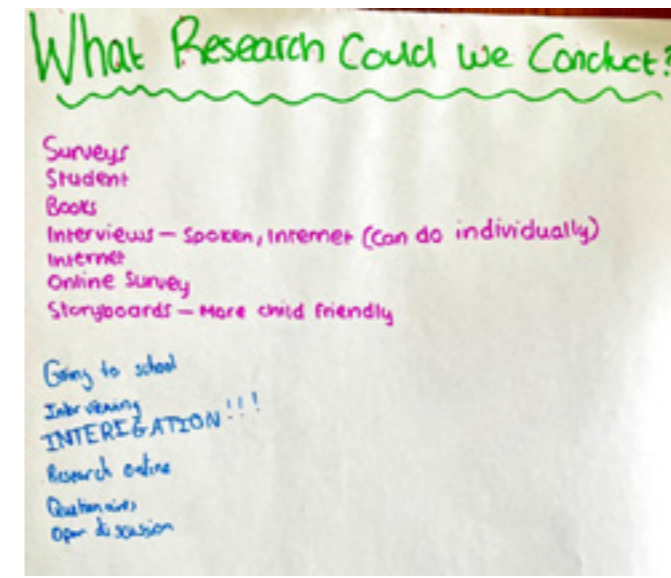 What Research Could we Conduct?
Surveys
Student
Books
Interviews – Spoken, Internet (Can do individually)
Internet
Online Survey
Storyboards – More child friendly
Going to school
Interviewing
INTERIGATION!!!
Research online
Questionaires
Open discussion